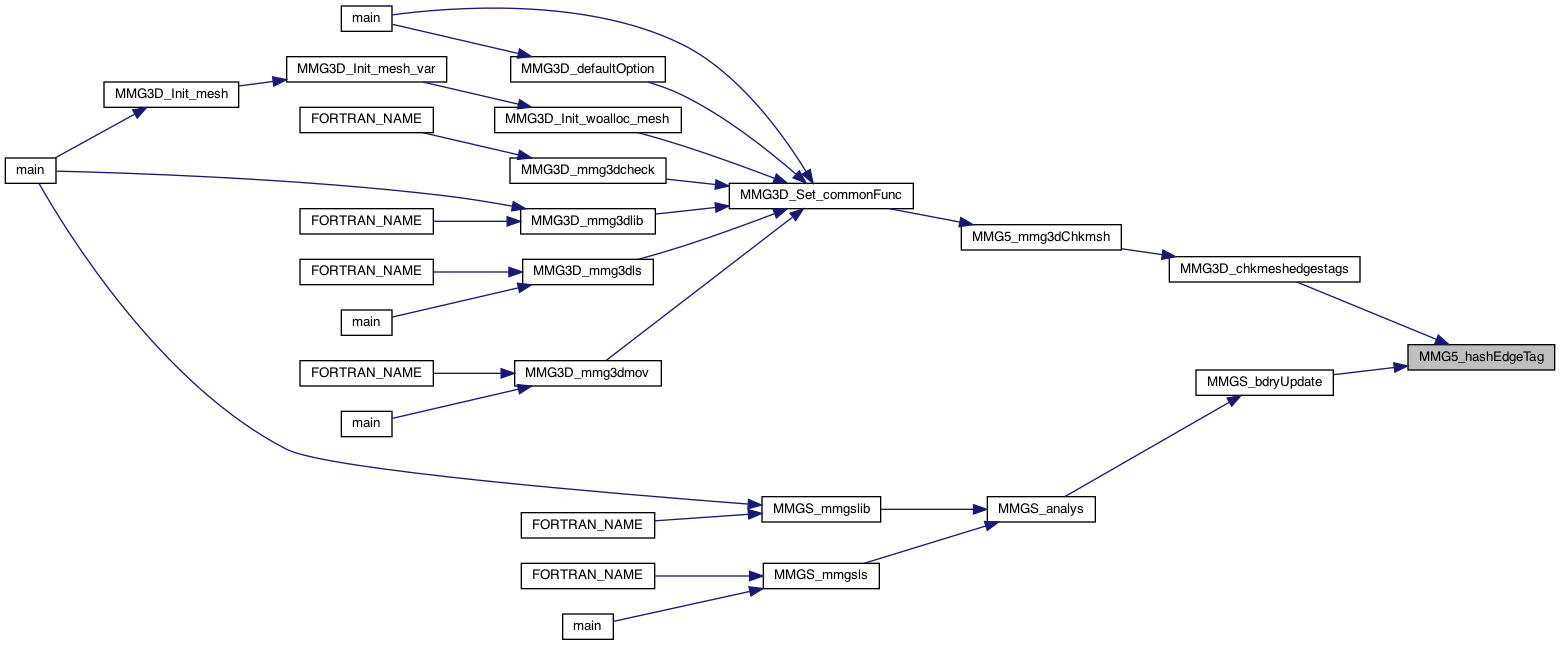 main
MMG3D_defaultOption
MMG3D_Init_mesh_var
MMG3D_Init_mesh
MMG3D_Init_woalloc_mesh
FORTRAN_NAME
MMG3D_mmg3dcheck
main
MMG3D_Set_commonFunc
FORTRAN_NAME
MMG3D_mmg3dlib
MMG5_mmg3dChkmsh
FORTRAN_NAME
MMG3D_mmg3dls
MMG3D_chkmeshedgestags
main
MMG5_hashEdgeTag
FORTRAN_NAME
MMG3D_mmg3dmov
MMGS_bdryUpdate
main
MMGS_mmgslib
MMGS_analys
FORTRAN_NAME
FORTRAN_NAME
MMGS_mmgsls
main